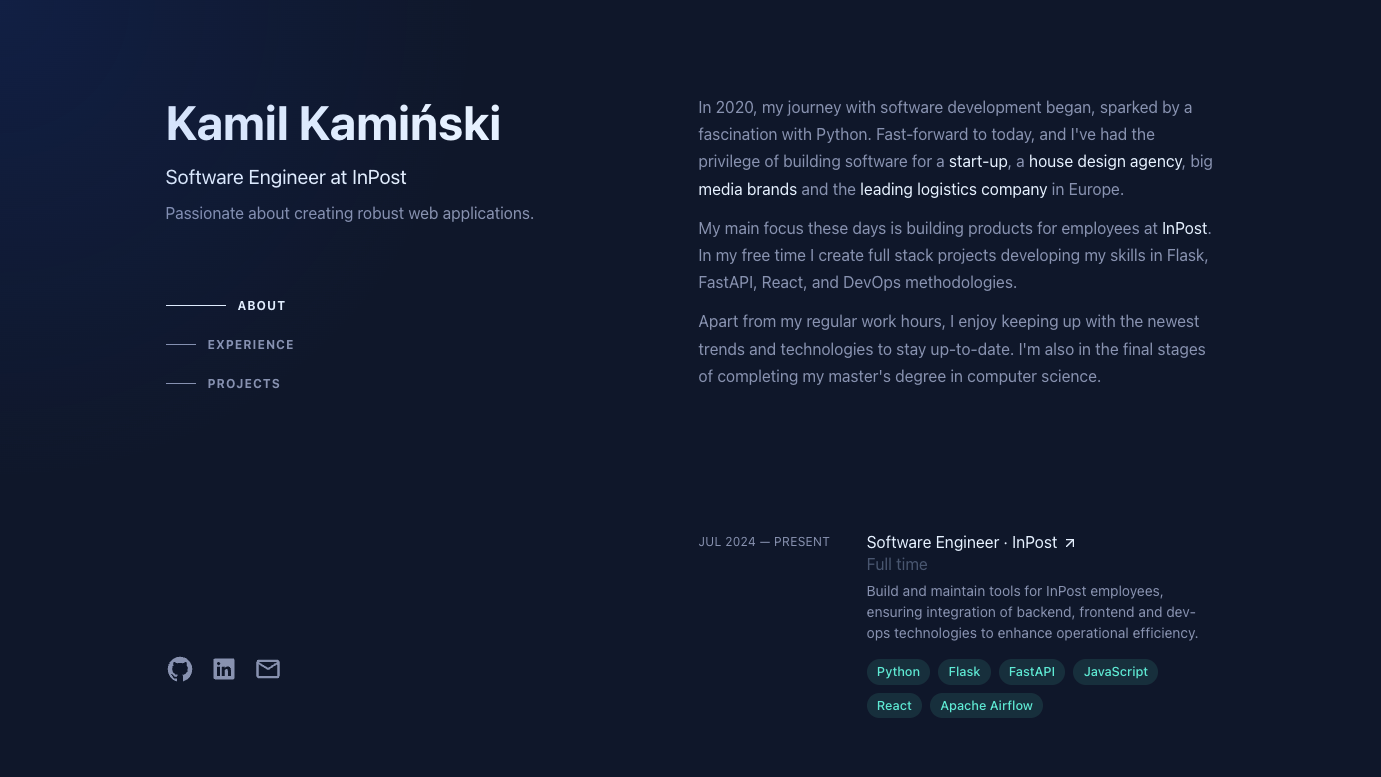 Kamil Kamiński
Software Engineer at InPost
Passionate about creating robust web applications.
ABOUT
EXPERIENCE
PROJECTS
In 2020, my journey with software development began, sparked by a
fascination with Python. Fast-forward to today, and I've had the
privilege of building software for a start-up, a house design agency, big
media brands and the leading logistics company in Europe.
My main focus these days is building products for employees at InPost.
In my free time I create full stack projects developing my skills in Flask,
FastAPI, React, and DevOps methodologies.
Apart from my regular work hours, I enjoy keeping up with the newest
trends and technologies to stay up-to-date. I'm also in the final stages
of completing my master's degree in computer science.
JUL 2024 — PRESENT
Software Engineer · InPost
Full time
Build and maintain tools for InPost employees,
ensuring integration of backend, frontend and dev-
ops technologies to enhance operational efficiency.
Python Flask FastAPI JavaScript
React Apache Airflow